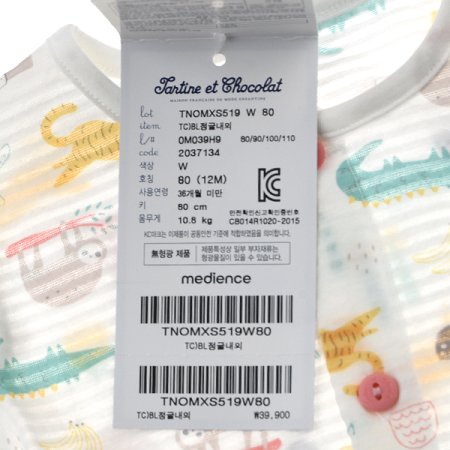 Tartine et Chocolat
MAISON FRANÇAISE DE MODE ENFANTINE
lot TNOMXS519 W 80
item TC)BL정글내의
l/# 0M039H9 80/90/100/110
code 2037134
색상 W
호칭 80 (12M)
사용연령 36개월 미만
키 80 cm
몸무게 10.8 kg
안전확인신고확인증번호
CB014R1020-2015
KC마크는 이 제품이 공통안전 기준에 적합하였음을 의미합니다.
無형광 제품
제품특성상 일부 부자재류는
형광물질이 있을 수 있습니다.
medience
TNOMXS519W80
TC)BL정글내의
TNOMXS519W80
TC)BL정글내의 ₩39,900